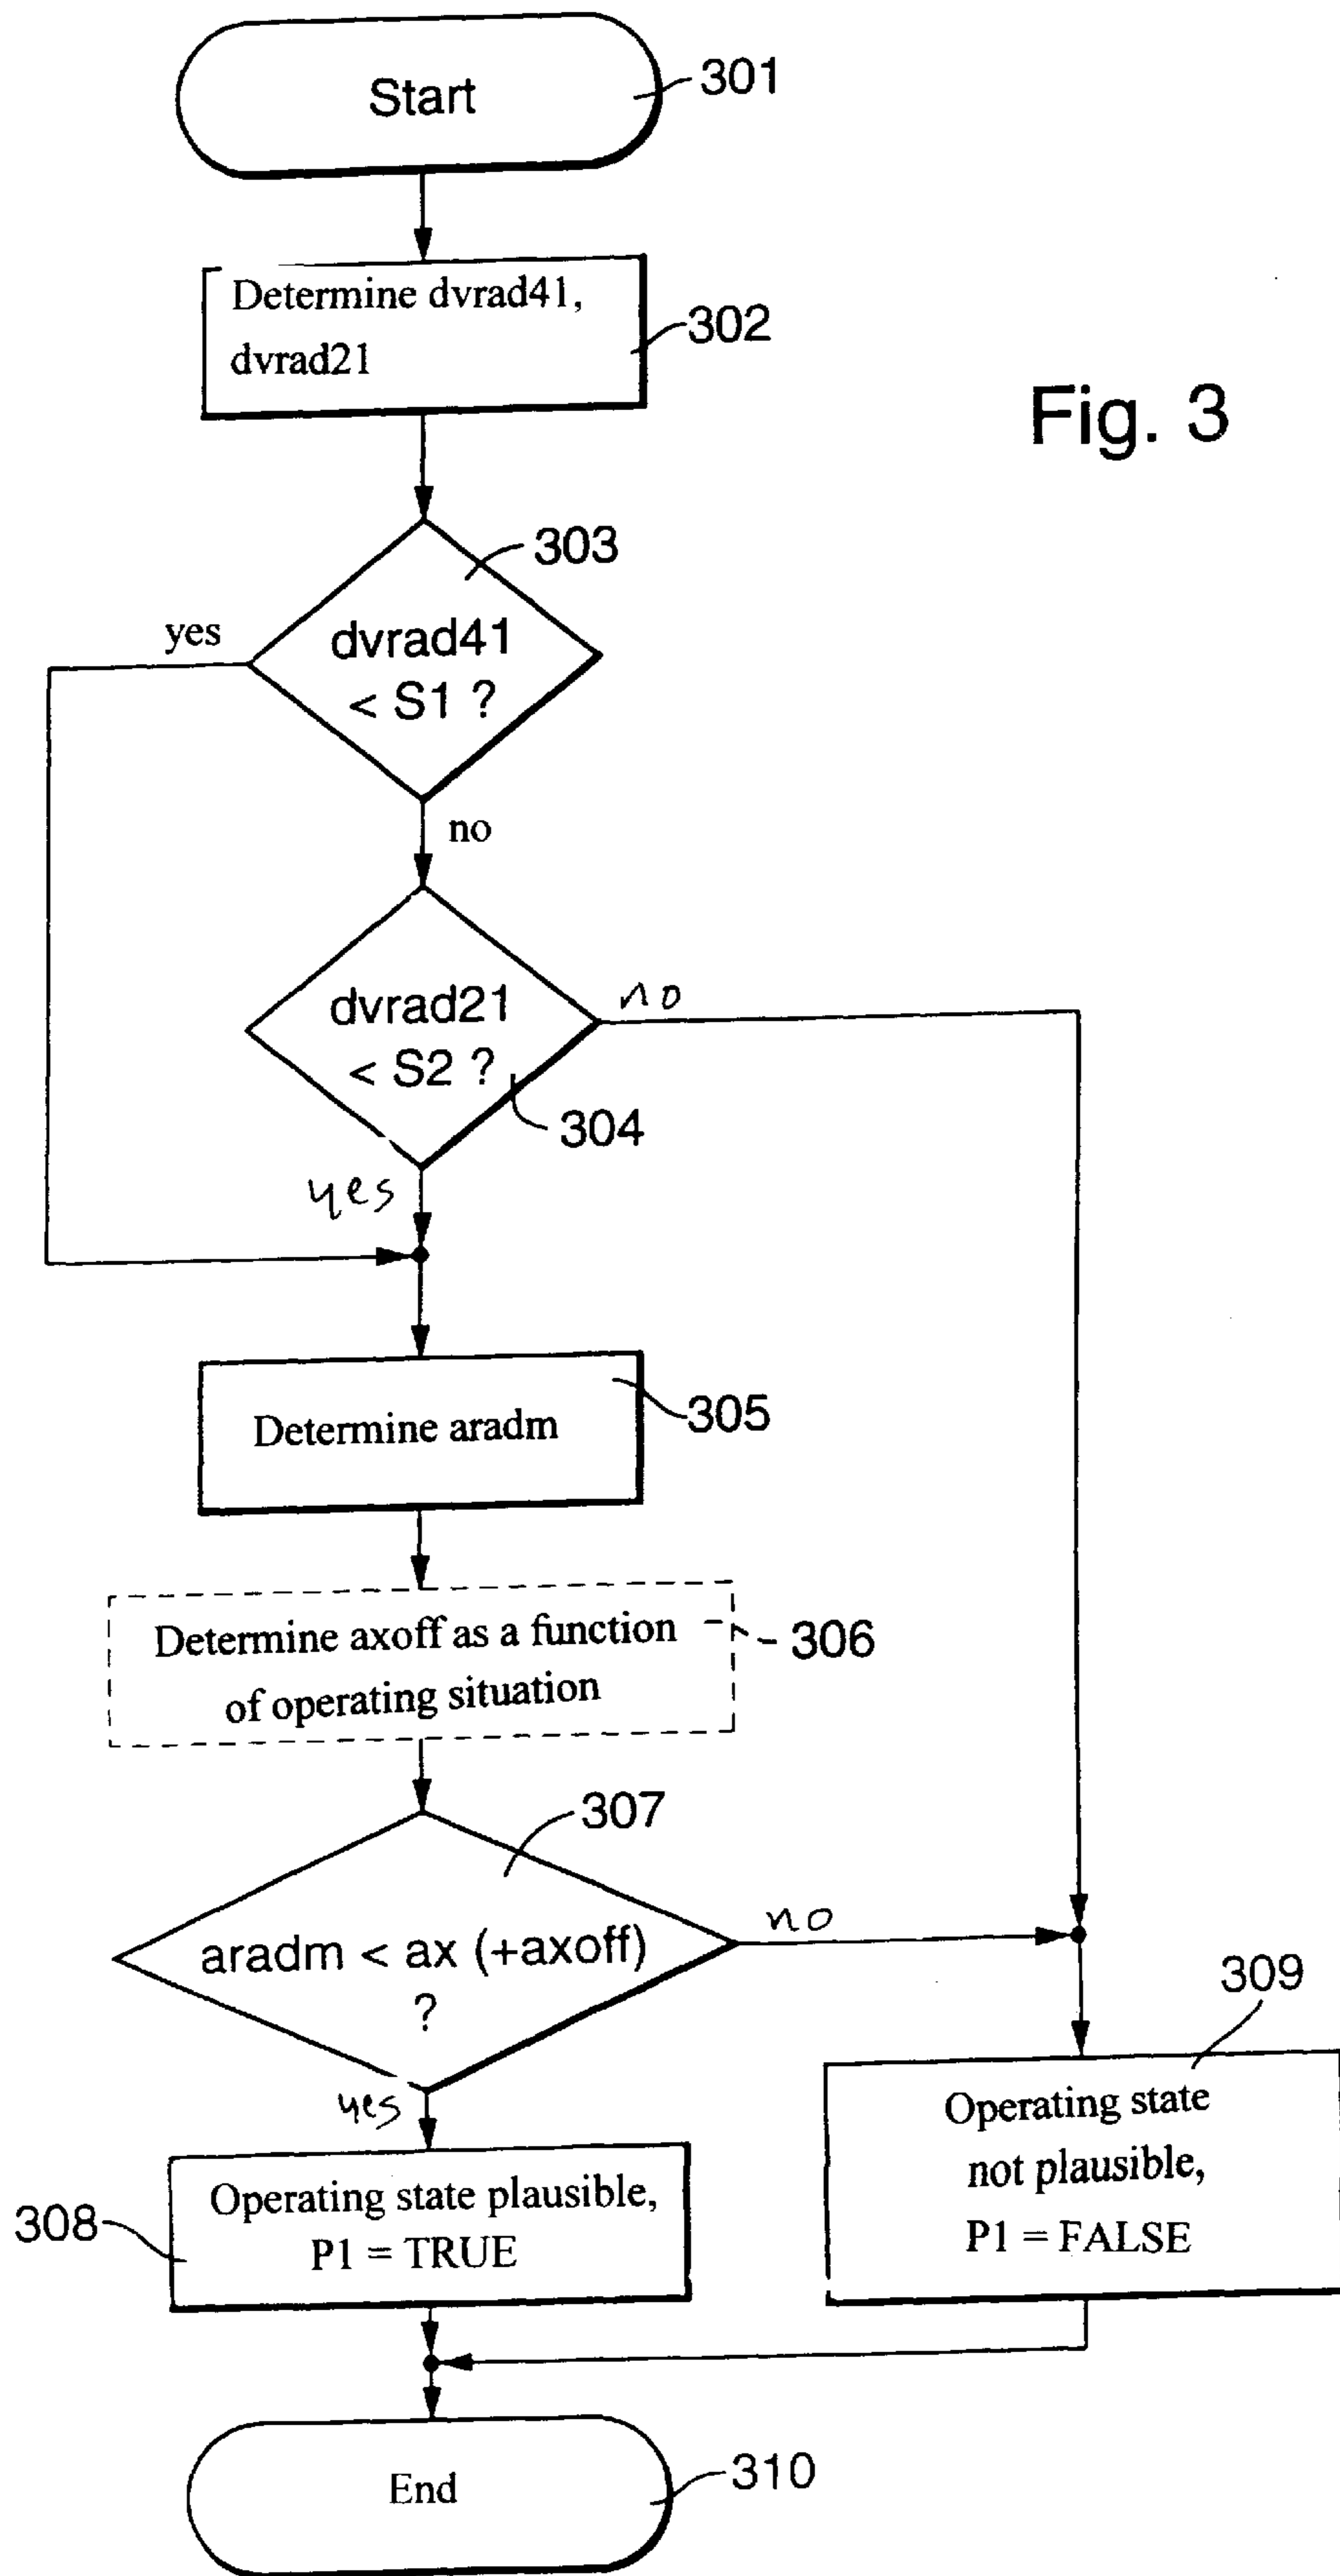 Start
301
Determine dvrad41,
dvrad21
302
Fig. 3
303
yes
dvrad41
< S1 ?
no
dvrad21
< S2 ?
no
304
yes
Determine aradm
305
Determine axoff as a function
of operating situation
306
307
aradm < ax (+axoff)
?
no
yes
309
Operating state
not plausible,
P1 = FALSE
308
Operating state plausible,
P1 = TRUE
End
310